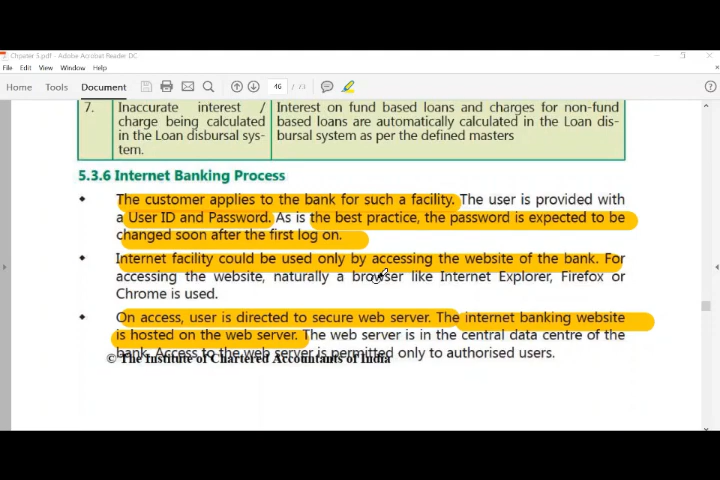 Chpater 5.pdf - Adobe Acrobat Reader DC
File Edit View Window Help
Home Tools Document 46 / 73
7. Inaccurate interest / Interest on fund based loans and charges for non-fund
charge being calculated based loans are automatically calculated in the Loan dis-
in the Loan disbursal sys- bursal system as per the defined masters
tem.
5.3.6 Internet Banking Process
♦ The customer applies to the bank for such a facility. The user is provided with
a User ID and Password. As is the best practice, the password is expected to be
changed soon after the first log on.
♦ Internet facility could be used only by accessing the website of the bank. For
accessing the website, naturally a browser like Internet Explorer, Firefox or
Chrome is used.
♦ On access, user is directed to secure web server. The internet banking website
is hosted on the web server. The web server is in the central data centre of the
bank. Access to the web server is permitted only to authorised users.
© The Institute of Chartered Accountants of India